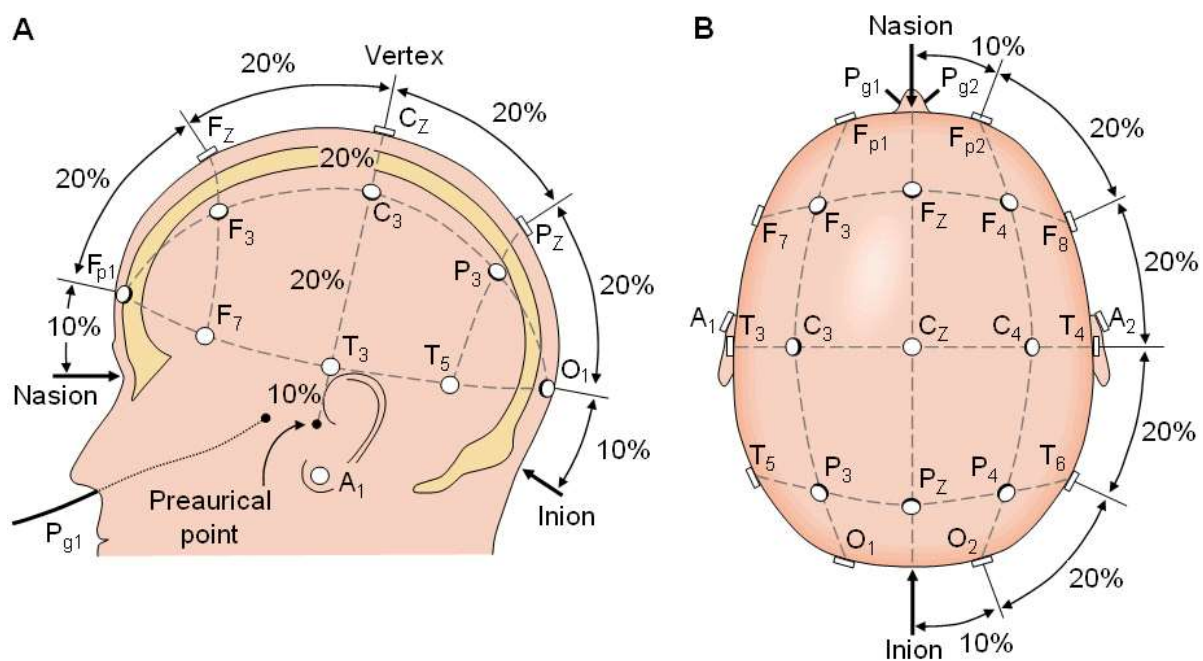 A
20%
Vertex
20%
20%
10%
Nasion
Fp1
FZ
CZ
20%
F3
C3
PZ
P3
20%
20%
F7
T3
T5
O1
10%
10%
Preaurical
point
A1
Inion
Pg1
B
Nasion
10%
Pg1
Pg2
Fp1
Fp2
20%
F7
F3
FZ
F4
F8
20%
A1
T3
C3
CZ
C4
T4
A2
20%
T5
P3
PZ
P4
T6
O1
O2
20%
Inion
10%